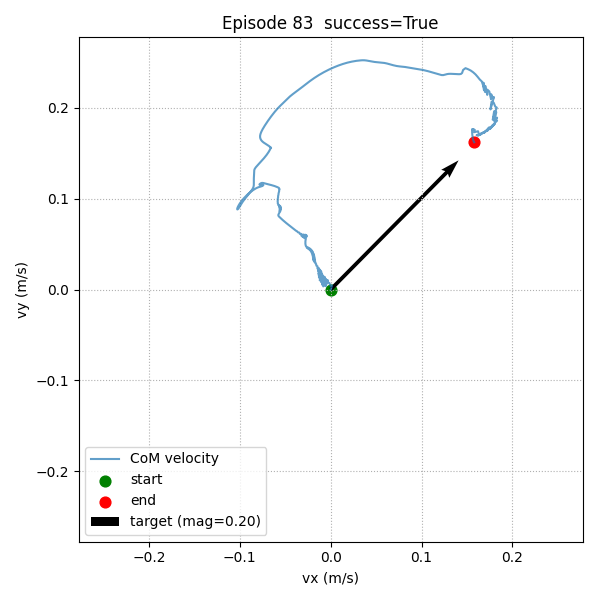 Episode 83  success=True
vy (m/s)
0.2
0.1
0.0
−0.1
−0.2
CoM velocity
start
end
target (mag=0.20)
−0.2 −0.1 0.0 0.1 0.2
vx (m/s)